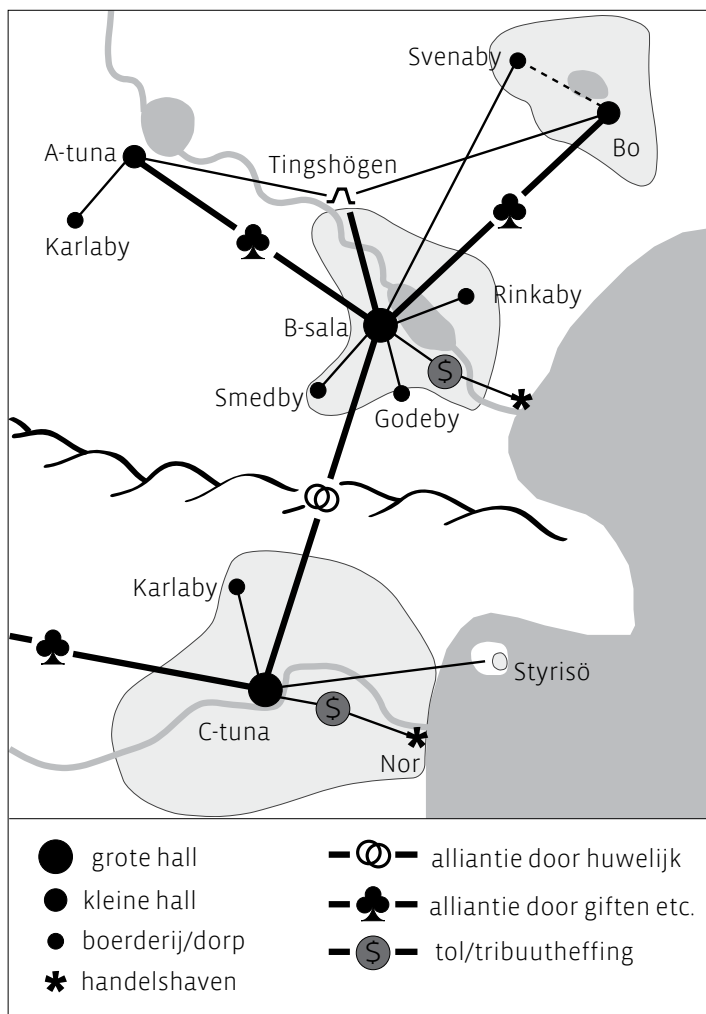 Svenaby
Bo
A-tuna
Tingshögen
Karlaby
B-sala
Rinkaby
$
Smedby
Godeby
Karlaby
Styrisö
C-tuna
$
Nor
grote hall
kleine hall
boerderij/dorp
handelshaven
alliantie door huwelijk
alliantie door giften etc.
$ tol/tribuutheffing